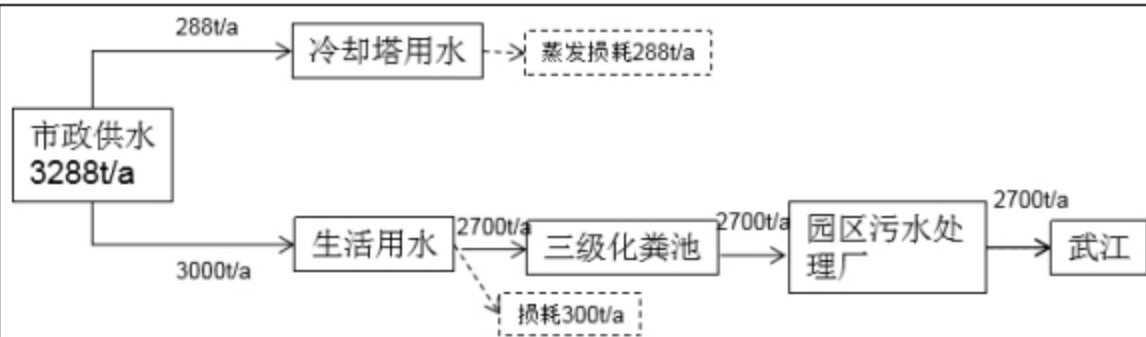 288t/a
冷却塔用水
蒸发损耗288t/a
市政供水
3288t/a
3000t/a
生活用水
2700t/a
三级化粪池
2700t/a
园区污水处
理厂
2700t/a
武江
损耗300t/a